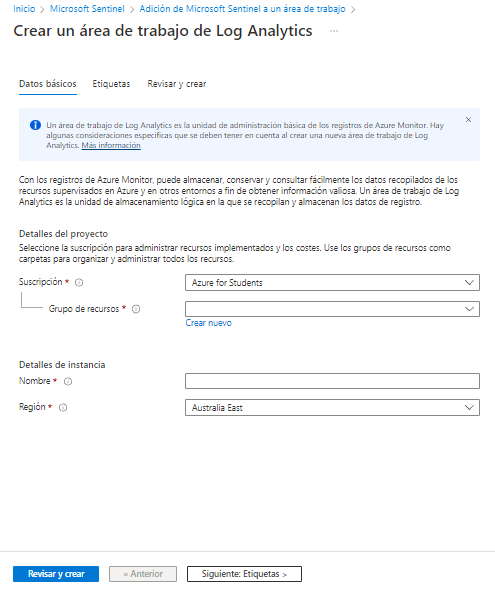 Inicio > Microsoft Sentinel > Adición de Microsoft Sentinel a un área de trabajo >
Crear un área de trabajo de Log Analytics ...
Datos básicos Etiquetas Revisar y crear
Un área de trabajo de Log Analytics es la unidad de administración básica de los registros de Azure Monitor. Hay
algunas consideraciones específicas que se deben tener en cuenta al crear una nueva área de trabajo de Log
Analytics. Más información
Con los registros de Azure Monitor, puede almacenar, conservar y consultar fácilmente los datos recopilados de los
recursos supervisados en Azure y en otros entornos a fin de obtener información valiosa. Un área de trabajo de Log
Analytics es la unidad de almacenamiento lógica en la que se recopilan y almacenan los datos de registro.
Detalles del proyecto
Seleccione la suscripción para administrar recursos implementados y los costes. Use los grupos de recursos como
carpetas para organizar y administrar todos los recursos.
Suscripción * Azure for Students
Grupo de recursos *
Crear nuevo
Detalles de instancia
Nombre *
Región * Australia East
Revisar y crear « Anterior Siguiente: Etiquetas >